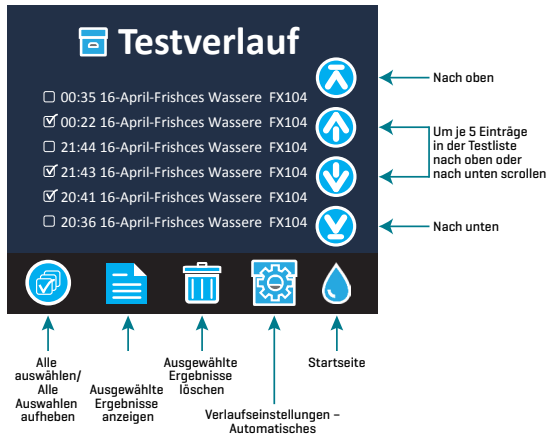 Testverlauf
00:35 16-April-Frishces Wassere FX104
00:22 16-April-Frishces Wassere FX104
21:44 16-April-Frishces Wassere FX104
21:43 16-April-Frishces Wassere FX104
20:41 16-April-Frishces Wassere FX104
20:36 16-April-Frishces Wassere FX104
Nach oben
Um je 5 Einträge
in der Testliste
nach oben oder
nach unten scrollen
Nach unten
Alle
auswählen/
Alle
Auswahlen
aufheben
Ausgewählte
Ergebnisse
anzeigen
Ausgewählte
Ergebnisse
löschen
Verlaufseinstellungen –
Automatisches
Startseite